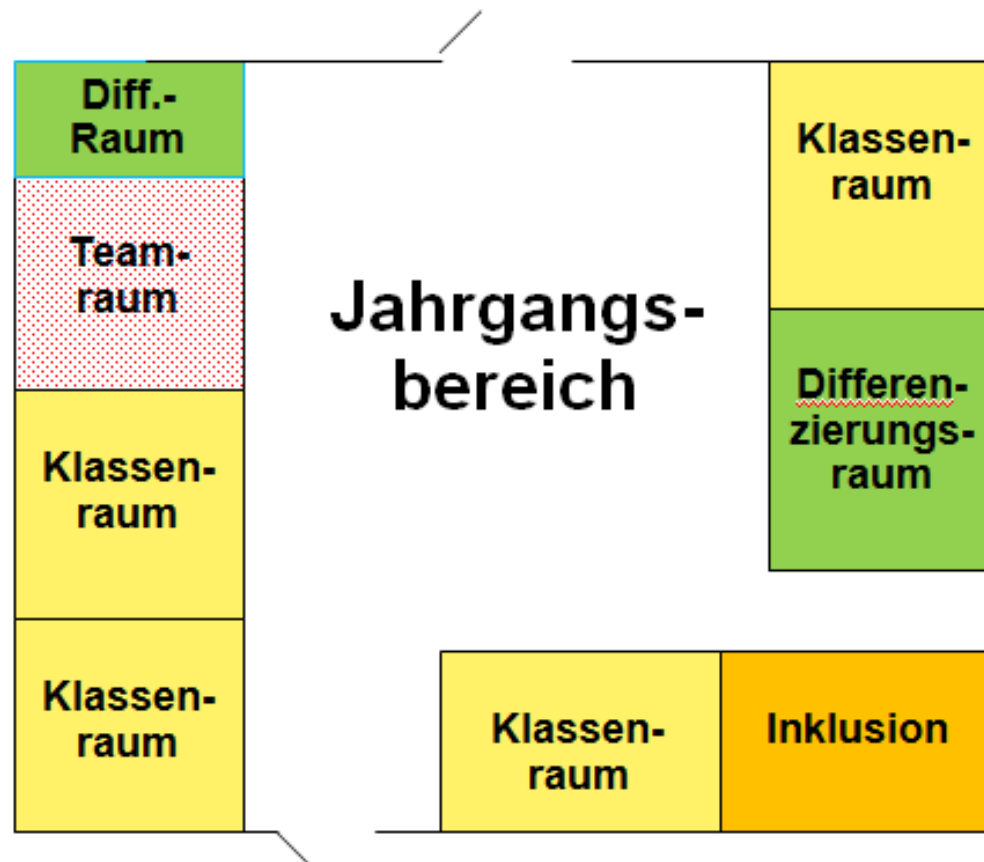 Diff.-
Raum
Team-
raum
Klassen-
raum
Klassen-
raum
Jahrgangs-
bereich
Klassen-
raum
Differen-
zierungs-
raum
Klassen-
raum
Inklusion